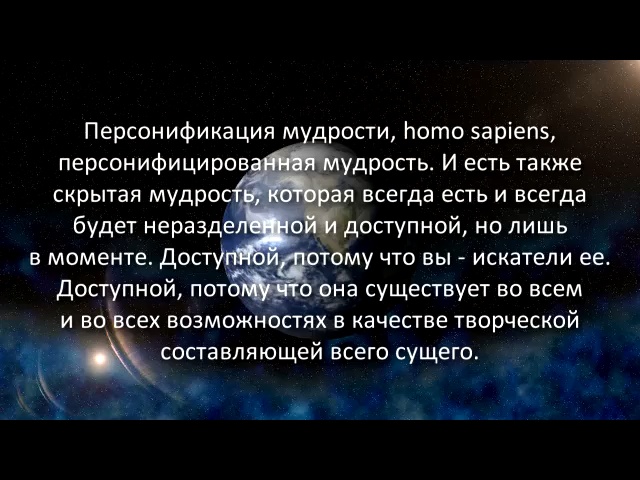 Персонификация мудрости, homo sapiens,
персонифицированная мудрость. И есть также
скрытая мудрость, которая всегда есть и всегда
будет неразделенной и доступной, но лишь
в моменте. Доступной, потому что вы - искатели ее.
Доступной, потому что она существует во всем
и во всех возможностях в качестве творческой
составляющей всего сущего.